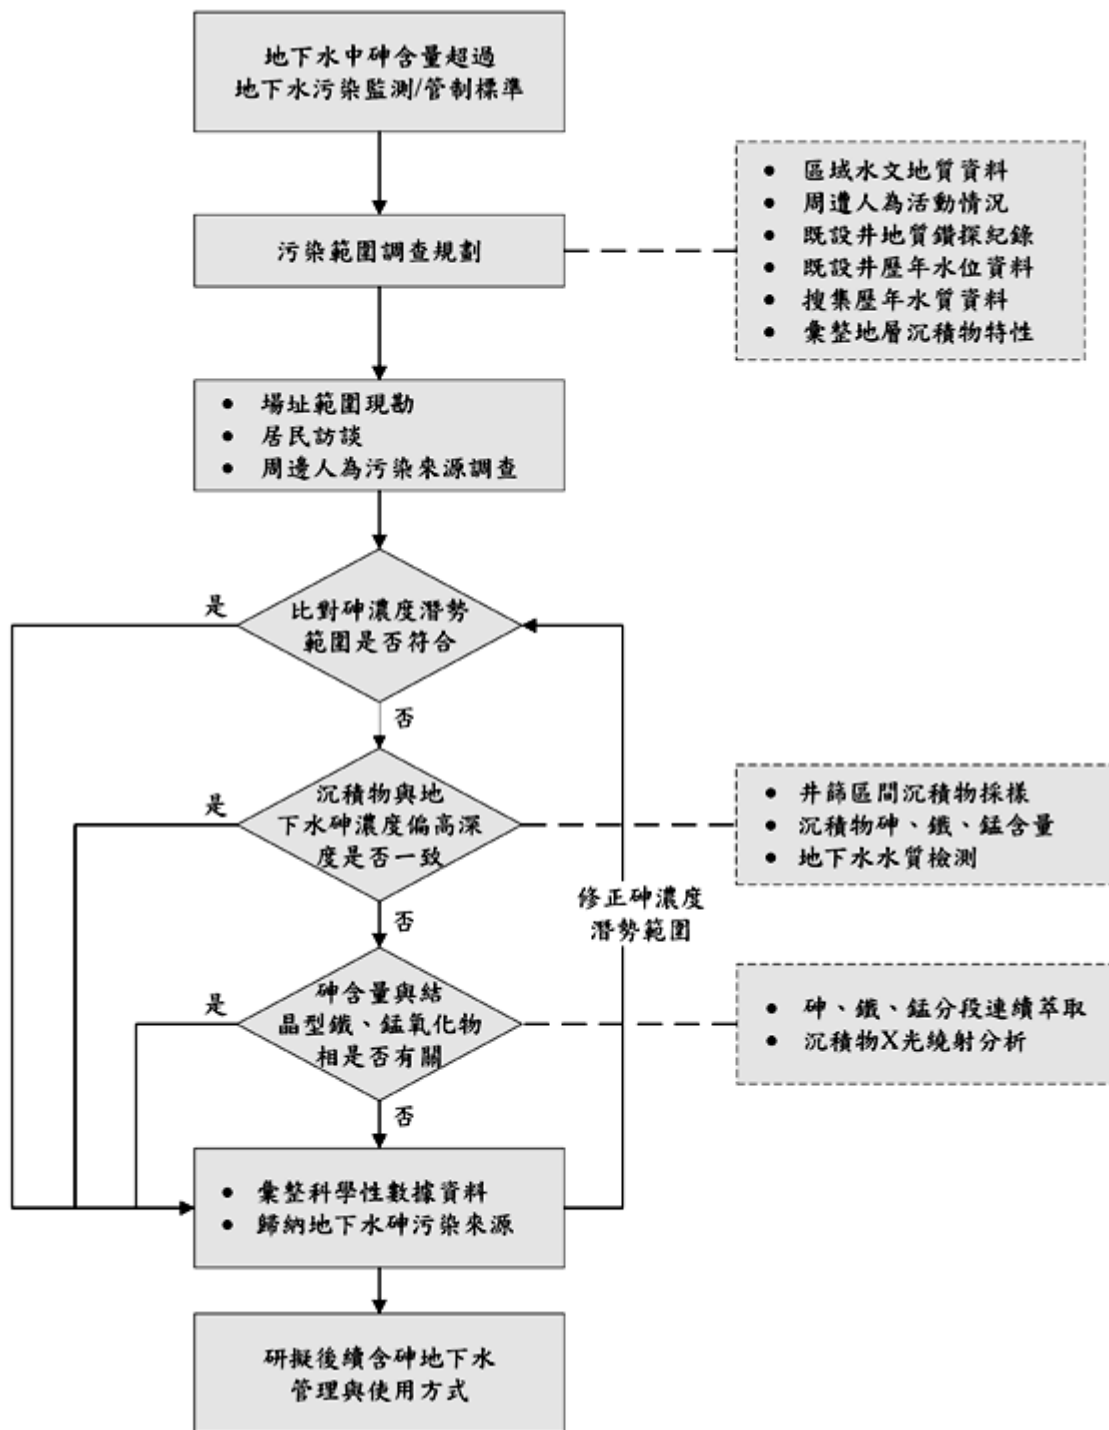 地下水中砷含量超過
地下水污染監測/管制標準
污染範圍調查規劃
● 區域水文地質資料
● 周遭人為活動情況
● 既設井地質鑽探紀錄
● 既設井歷年水位資料
● 搜集歷年水質資料
● 彙整地層沉積物特性
● 場址範圍現勘
● 居民訪談
● 周邊人為污染來源調查
是
比對砷濃度潛勢
範圍是否符合
否
是
沉積物與地
下水砷濃度偏高深
度是否一致
● 井篩區間沉積物採樣
● 沉積物砷、鐵、錳含量
● 地下水水質檢測
修正砷濃度
潛勢範圍
否
是
砷含量與結
晶型鐵、錳氧化物
相是否有關
● 砷、鐵、錳分段連續萃取
● 沉積物X光繞射分析
否
● 彙整科學性數據資料
● 歸納地下水砷污染來源
研擬後續含砷地下水
管理與使用方式